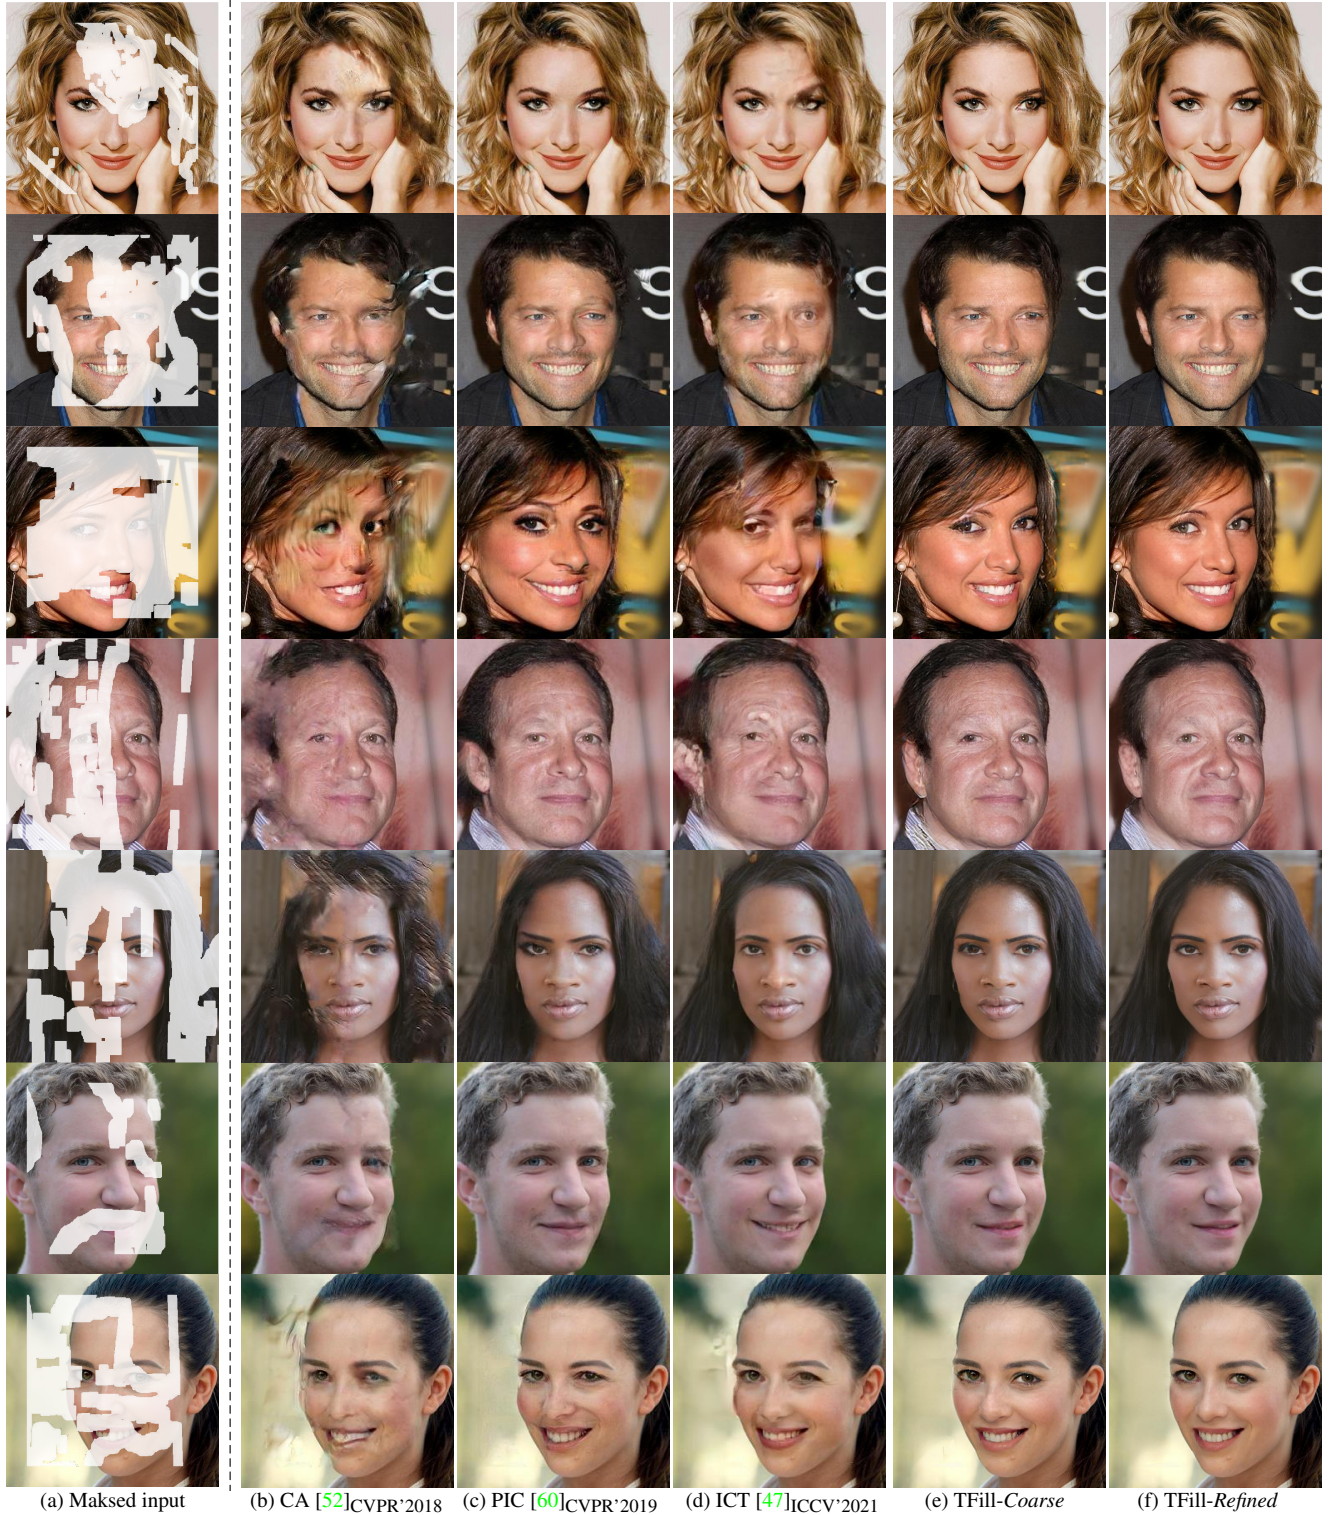 (a) Maksed input
(b) CA [52]CVPR'2018
(c) PIC [60]CVPR'2019
(d) ICT [47]ICCV'2021
(e) TFill-Coarse
(f) TFill-Refined